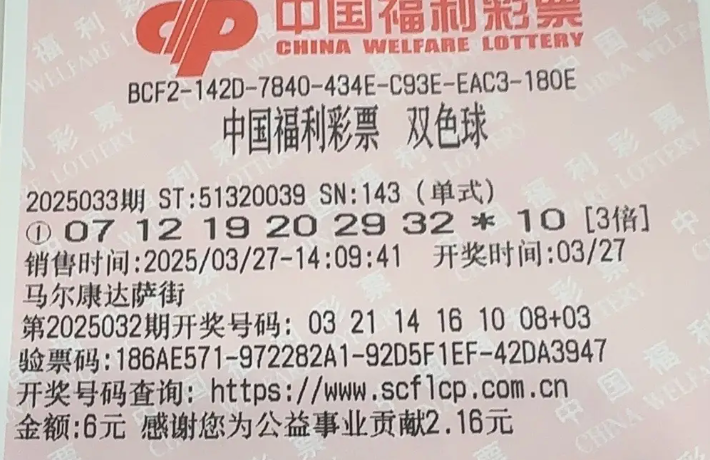 中国福利彩票
CHINA WELFARE LOTTERY
BCF2-142D-7840-434E-C93E-EAC3-180E
中国福利彩票 双色球
2025033期 ST:51320039 SN:143 (单式)
① 07 12 19 20 29 32 * 10 [3倍]
销售时间:2025/03/27-14:09:41 开奖时间:03/27
马尔康达萨街
第2025032期开奖号码: 03 21 14 16 10 08+03
验票码:186AE571-972282A1-92D5F1EF-42DA3947
开奖号码查询: https://www.scflcp.com.cn
金额:6元 感谢您为公益事业贡献2.16元